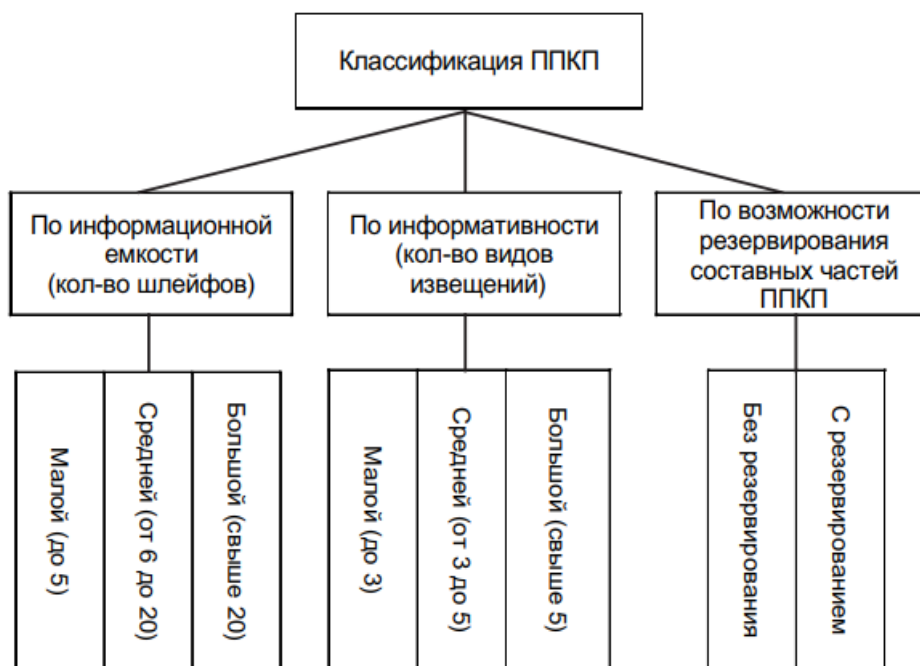 Классификация ППКП
По информационной
емкости
(кол-во шлейфов)
По информативности
(кол-во видов
извещений)
По возможности
резервирования
составных частей
ППКП
Малой (до 5)
Средней (от 6 до 20)
Большой (свыше 20)
Малой (до 3)
Средней (от 3 до 5)
Большой (свыше 5)
Без резервирования
С резервированием